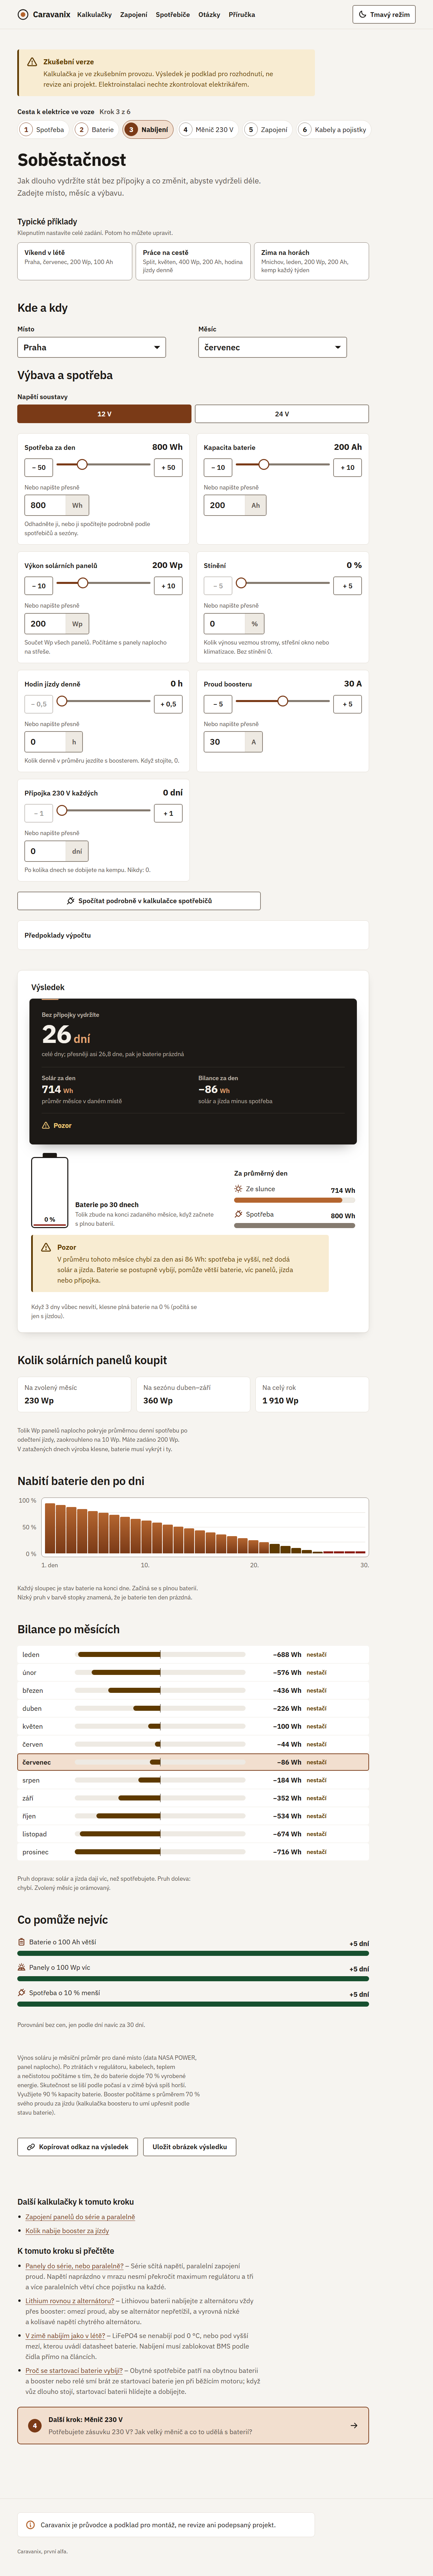 Caravanix Kalkulačky Zapojení Spotřebiče Otázky Příručka Tmavý režim
Zkušební verze
Kalkulačka je ve zkušebním provozu. Výsledek je podklad pro rozhodnutí, ne
revize ani projekt. Elektroinstalaci nechte zkontrolovat elektrikářem.
Cesta k elektrice ve voze Krok 3 z 6
1 Spotřeba 2 Baterie 3 Nabíjení 4 Měnič 230 V 5 Zapojení 6 Kabely a pojistky
Soběstačnost
Jak dlouho vydržíte stát bez přípojky a co změnit, abyste vydrželi déle.
Zadejte místo, měsíc a výbavu.
Typické příklady
Klepnutím nastavíte celé zadání. Potom ho můžete upravit.
Víkend v létě
Praha, červenec, 200 Wp, 100 Ah
Práce na cestě
Split, květen, 400 Wp, 200 Ah, hodina
jízdy denně
Zima na horách
Mnichov, leden, 200 Wp, 200 Ah,
kemp každý týden
Kde a kdy
Místo
Praha
Měsíc
červenec
Výbava a spotřeba
Napětí soustavy
12 V 24 V
Spotřeba za den 800 Wh
− 50 + 50
Nebo napište přesně
800 Wh
Odhadněte ji, nebo ji spočítejte podrobně podle
spotřebičů a sezóny.
Kapacita baterie 200 Ah
− 10 + 10
Nebo napište přesně
200 Ah
Výkon solárních panelů 200 Wp
− 10 + 10
Nebo napište přesně
200 Wp
Součet Wp všech panelů. Počítáme s panely naplocho
na střeše.
Stínění 0 %
− 5 + 5
Nebo napište přesně
0 %
Kolik výnosu vezmou stromy, střešní okno nebo
klimatizace. Bez stínění 0.
Hodin jízdy denně 0 h
− 0,5 + 0,5
Nebo napište přesně
0 h
Kolik denně v průměru jezdíte s boosterem. Když stojíte, 0.
Proud boosteru 30 A
− 5 + 5
Nebo napište přesně
30 A
Přípojka 230 V každých 0 dní
− 1 + 1
Nebo napište přesně
0 dní
Po kolika dnech se dobijete na kempu. Nikdy: 0.
Spočítat podrobně v kalkulačce spotřebičů
Předpoklady výpočtu
Výsledek
Bez přípojky vydržíte
26 dní
celé dny; přesněji asi 26,8 dne, pak je baterie prázdná
Solár za den
714 Wh
průměr měsíce v daném místě
Bilance za den
−86 Wh
solár a jízda minus spotřeba
Pozor
0 %
Baterie po 30 dnech
Tolik zbude na konci zadaného měsíce, když začnete
s plnou baterií.
Za průměrný den
Ze slunce 714 Wh
Spotřeba 800 Wh
Pozor
V průměru tohoto měsíce chybí za den asi 86 Wh: spotřeba je vyšší, než dodá
solár a jízda. Baterie se postupně vybíjí, pomůže větší baterie, víc panelů, jízda
nebo přípojka.
Když 3 dny vůbec nesvítí, klesne plná baterie na 0 % (počítá se
jen s jízdou).
Kolik solárních panelů koupit
Na zvolený měsíc
230 Wp
Na sezónu duben–září
360 Wp
Na celý rok
1 910 Wp
Tolik Wp panelů naplocho pokryje průměrnou denní spotřebu po
odečtení jízdy, zaokrouhleno na 10 Wp. Máte zadáno 200 Wp.
V zatažených dnech výroba klesne, baterie musí vykrýt i ty.
Nabití baterie den po dni
100 %
50 %
0 %
1. den 10. 20. 30.
Každý sloupec je stav baterie na konci dne. Začíná se s plnou baterií.
Nízký pruh v barvě stopky znamená, že je baterie ten den prázdná.
Bilance po měsících
leden −688 Wh nestačí
únor −576 Wh nestačí
březen −436 Wh nestačí
duben −226 Wh nestačí
květen −100 Wh nestačí
červen −44 Wh nestačí
červenec −86 Wh nestačí
srpen −184 Wh nestačí
září −352 Wh nestačí
říjen −534 Wh nestačí
listopad −674 Wh nestačí
prosinec −716 Wh nestačí
Pruh doprava: solár a jízda dají víc, než spotřebujete. Pruh doleva:
chybí. Zvolený měsíc je orámovaný.
Co pomůže nejvíc
Baterie o 100 Ah větší +5 dní
Panely o 100 Wp víc +5 dní
Spotřeba o 10 % menší +5 dní
Porovnání bez cen, jen podle dní navíc za 30 dní.
Výnos soláru je měsíční průměr pro dané místo (data NASA POWER,
panel naplocho). Po ztrátách v regulátoru, kabelech, teplem
a nečistotou počítáme s tím, že do baterie dojde 70 % vyrobené
energie. Skutečnost se liší podle počasí a v zimě bývá spíš horší.
Využijete 90 % kapacity baterie. Booster počítáme s průměrem 70 %
svého proudu za jízdy (kalkulačka boosteru to umí upřesnit podle
stavu baterie).
Kopírovat odkaz na výsledek Uložit obrázek výsledku
Další kalkulačky k tomuto kroku
• Zapojení panelů do série a paralelně
• Kolik nabije booster za jízdy
K tomuto kroku si přečtěte
• Panely do série, nebo paralelně? – Série sčítá napětí, paralelní zapojení
proud. Napětí naprázdno v mrazu nesmí překročit maximum regulátoru a tři
a více paralelních větví chce pojistku na každé.
• Lithium rovnou z alternátoru? – Lithiovou baterii nabíjejte z alternátoru vždy
přes booster: omezí proud, aby se alternátor nepřetížil, a vyrovná nízké
a kolísavé napětí chytrého alternátoru.
• V zimě nabíjím jako v létě? – LiFePO4 se nenabíjí pod 0 °C, nebo pod vyšší
mezí, kterou uvádí datasheet baterie. Nabíjení musí zablokovat BMS podle
čidla přímo na článcích.
• Proč se startovací baterie vybíjí? – Obytné spotřebiče patří na obytnou baterii
a booster nebo relé smí brát ze startovací baterie jen při běžícím motoru; když
vůz dlouho stojí, startovací baterii hlídejte a dobíjejte.
4 Další krok: Měnič 230 V
Potřebujete zásuvku 230 V? Jak velký měnič a co to udělá s baterií?
Caravanix je průvodce a podklad pro montáž, ne revize ani podepsaný projekt.
Caravanix, první alfa.